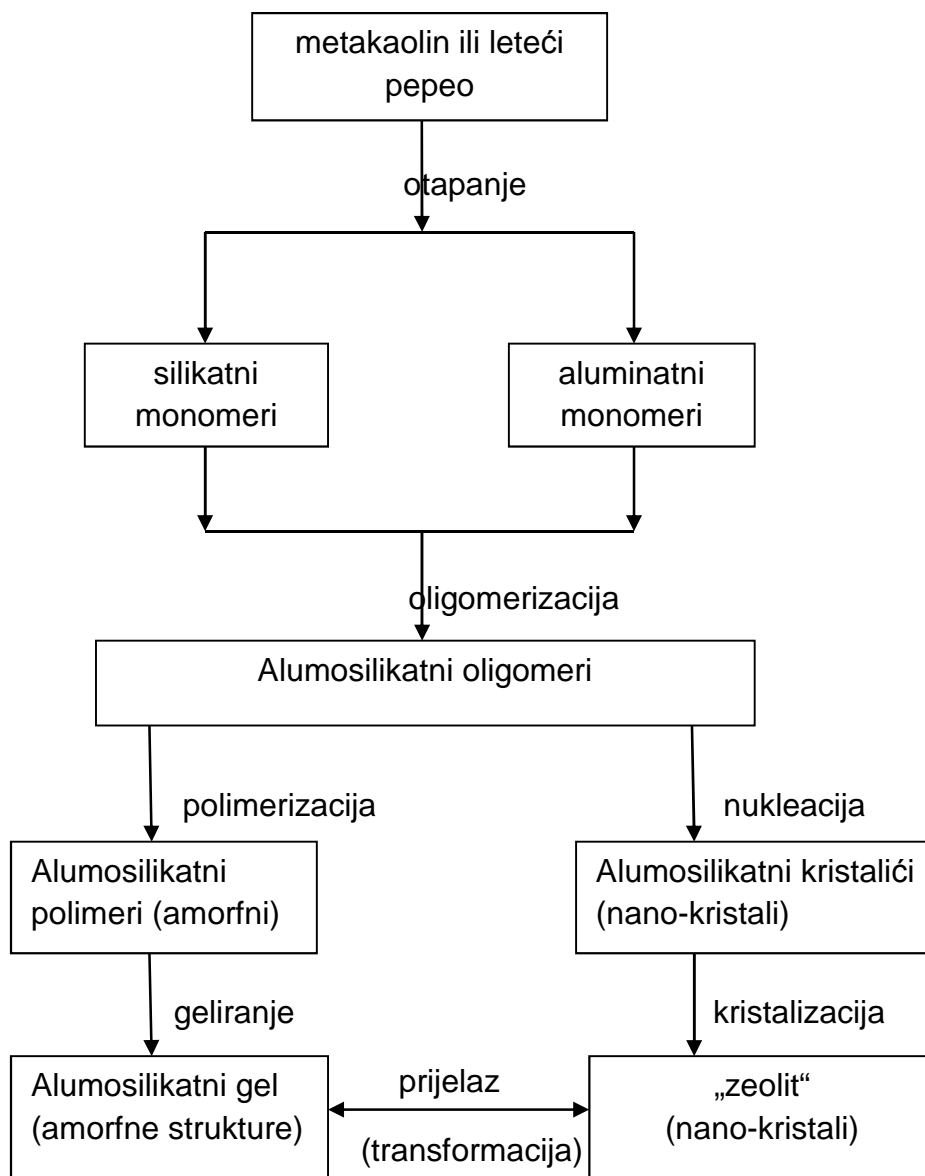 metakaolin ili leteći
pepeo
otapanje
silikatni
monomeri
aluminatni
monomeri
oligomerizacija
Alumosilikatni oligomeri
polimerizacija
nukleacija
Alumosilikatni
polimeri (amorfni)
Alumosilikatni kristalići
(nano-kristali)
geliranje
kristalizacija
Alumosilikatni gel
(amorfne strukture)
prijelaz
(transformacija)
„zeolit“
(nano-kristali)